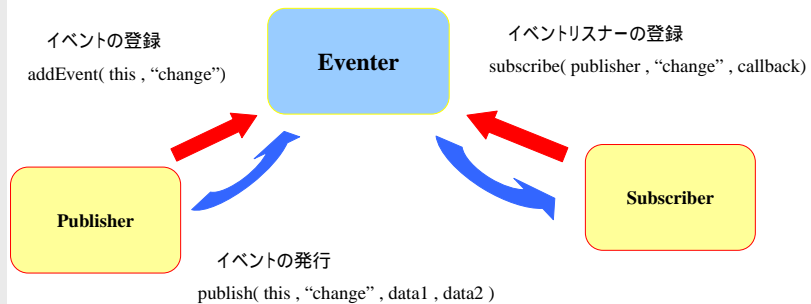 イベントの登録
addEvent( this , “change”)
Eventer
イベントリスナーの登録
subscribe( publisher , “change” , callback)
Publisher
Subscriber
イベントの発行
publish( this , “change” , data1 , data2 )